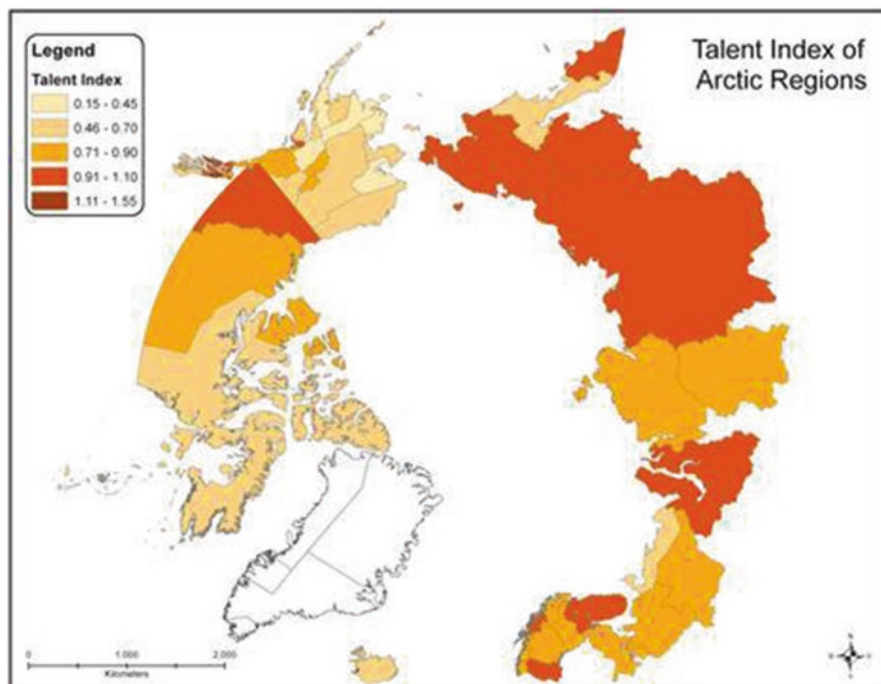 Legend
Talent Index
0.15 - 0.45
0.46 - 0.70
0.71 - 0.90
0.91 - 1.10
1.11 - 1.55
Talent Index of
Arctic Regions
0 1.000 2.000
Kilometers
N